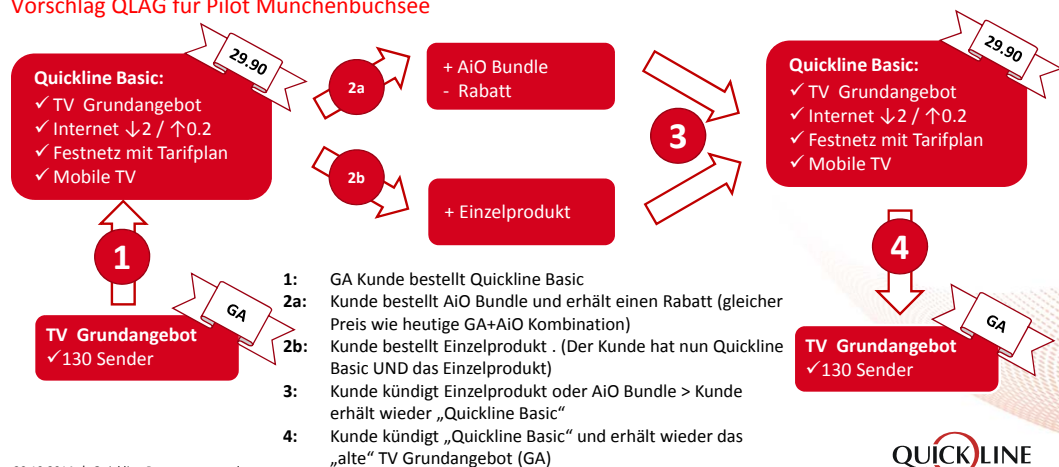 Vorschlag QLAG für Pilot Münchenbuchsee
29.90
Quickline Basic:
✓ TV Grundangebot
✓ Internet ↓2 / ↑0.2
✓ Festnetz mit Tarifplan
✓ Mobile TV
2a
+ AiO Bundle
- Rabatt
2b
+ Einzelprodukt
3
29.90
Quickline Basic:
✓ TV Grundangebot
✓ Internet ↓2 / ↑0.2
✓ Festnetz mit Tarifplan
✓ Mobile TV
1
4
GA
TV Grundangebot
✓130 Sender
GA
TV Grundangebot
✓130 Sender
1: GA Kunde bestellt Quickline Basic
2a: Kunde bestellt AiO Bundle und erhält einen Rabatt (gleicher
Preis wie heutige GA+AiO Kombination)
2b: Kunde bestellt Einzelprodukt . (Der Kunde hat nun Quickline
Basic UND das Einzelprodukt)
3: Kunde kündigt Einzelprodukt oder AiO Bundle > Kunde
erhält wieder „Quickline Basic“
4: Kunde kündigt „Quickline Basic“ und erhält wieder das
„alte“ TV Grundangebot (GA)
QUICKLINE